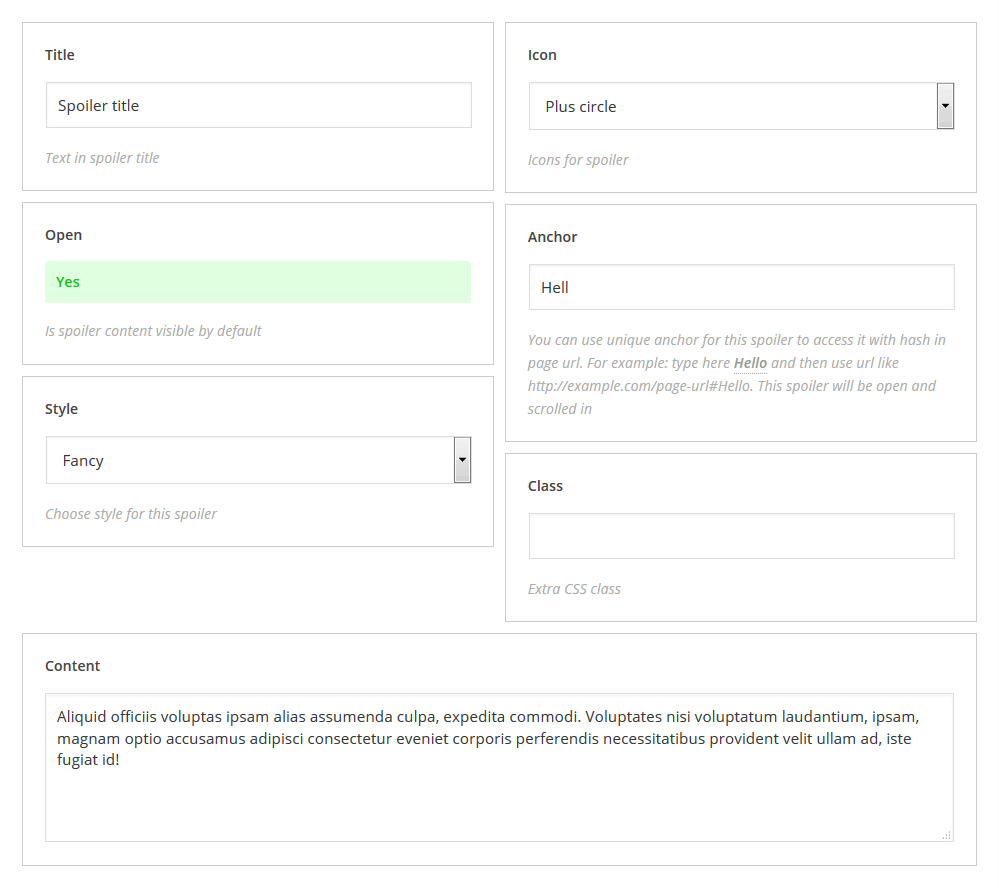 Title
Spoiler title
Text in spoiler title
Open
Yes
Is spoiler content visible by default
Style
Fancy
Choose style for this spoiler
Icon
Plus circle
Icons for spoiler
Anchor
Hell
You can use unique anchor for this spoiler to access it with hash in
page url. For example: type here Hello and then use url like
http://example.com/page-url#Hello. This spoiler will be open and
scrolled in
Class
Extra CSS class
Content
Aliquid officiis voluptas ipsam alias assumenda culpa, expedita commodi. Voluptates nisi voluptatum laudantium, ipsam,
magnam optio accusamus adipisci consectetur eveniet corporis perferendis necessitatibus provident velit ullam ad, iste
fugiat id!